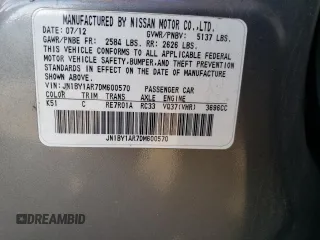 MANUFACTURED BY NISSAN MOTOR CO.,LTD.
DATE: 07/12 GVWR/PNBV: 5137 LBS.
GAWR/PNBE FR: 2584 LBS. RR: 2626 LBS.
THIS VEHICLE CONFORMS TO ALL APPLICABLE FEDERAL
MOTOR VEHICLE SAFETY,BUMPER,AND THEFT PREVENTION
STANDARDS IN EFFECT ON THE DATE OF MANUFACTURE
SHOWN ABOVE.
VIN: JN1BY1AR7DM600570 PASSENGER CAR
COLOR TRIM TRANS AXLE ENGINE
K51 C RE7R01A RC33 VQ37(VHR) 3696CC
JN1BY1AR7DM600570
DREAMBID